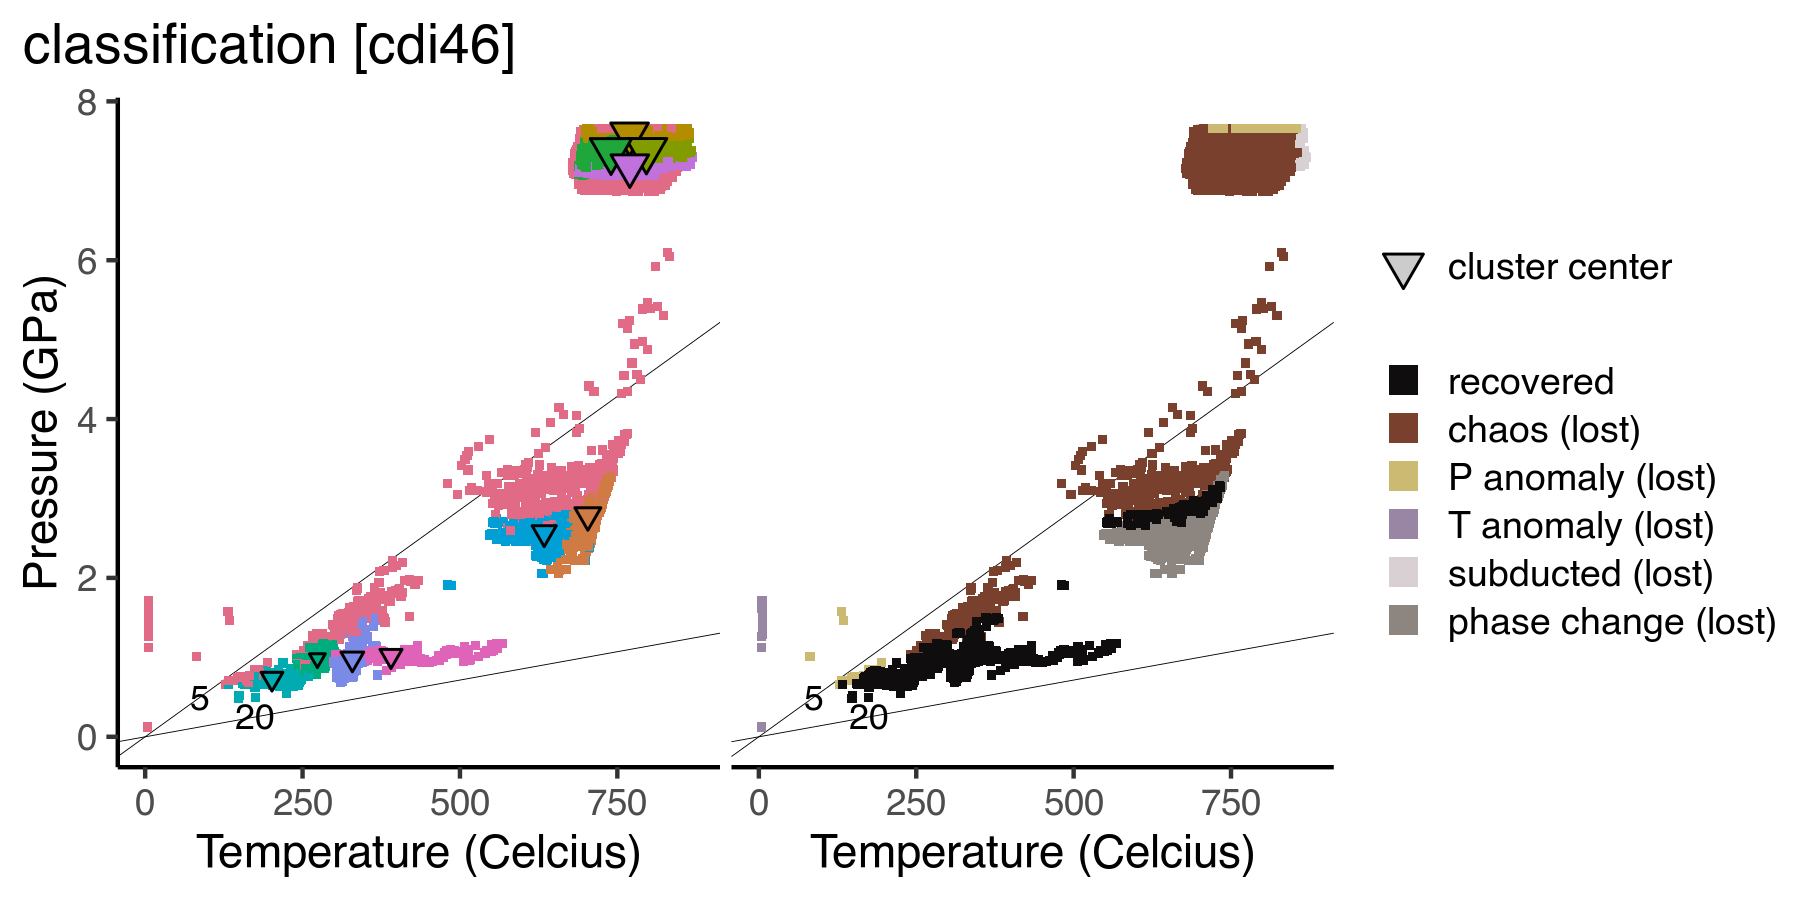 classification [cdi46]
8
6
4
2
0
Pressure (GPa)
5
20
5
20
0 250 500 750
0 250 500 750
Temperature (Celcius)
Temperature (Celcius)
cluster center
recovered
chaos (lost)
P anomaly (lost)
T anomaly (lost)
subducted (lost)
phase change (lost)